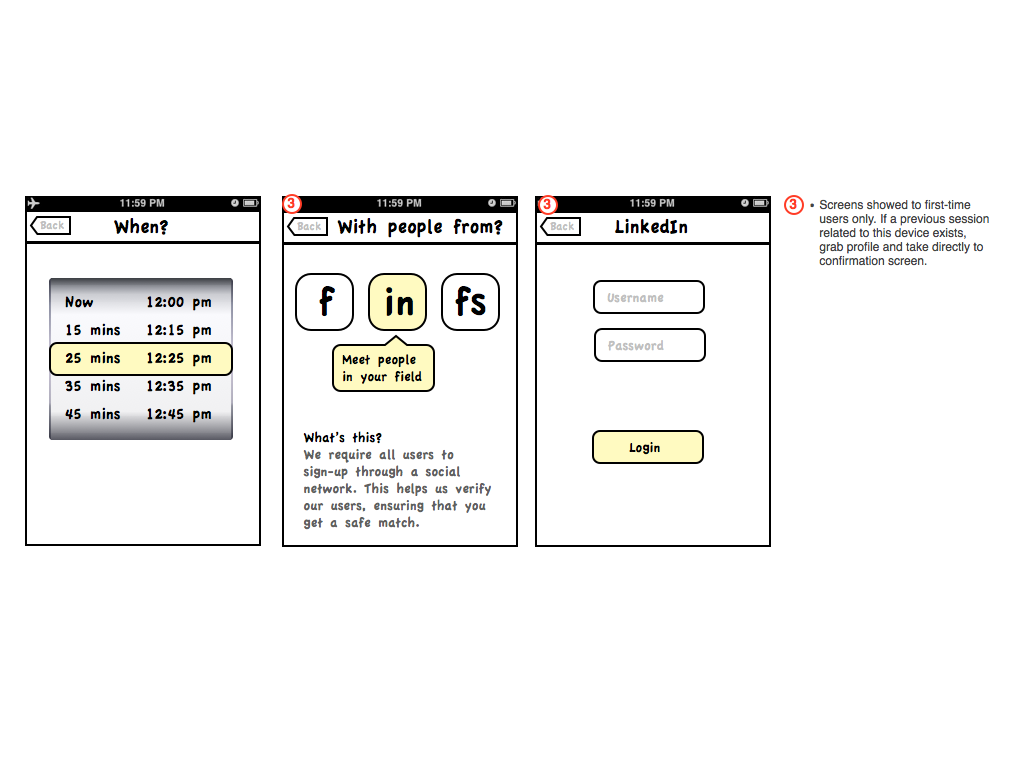 11:59 PM
Back
When?
Now 12:00 pm
15 mins 12:15 pm
25 mins 12:25 pm
35 mins 12:35 pm
45 mins 12:45 pm
3
11:59 PM
Back
With people from?
f
in
fs
Meet people
in your field
What's this?
We require all users to
sign-up through a social
network. This helps us verify
our users, ensuring that you
get a safe match.
3
11:59 PM
Back
LinkedIn
Username
Password
Login
3
• Screens showed to first-time
users only. If a previous session
related to this device exists,
grab profile and take directly to
confirmation screen.